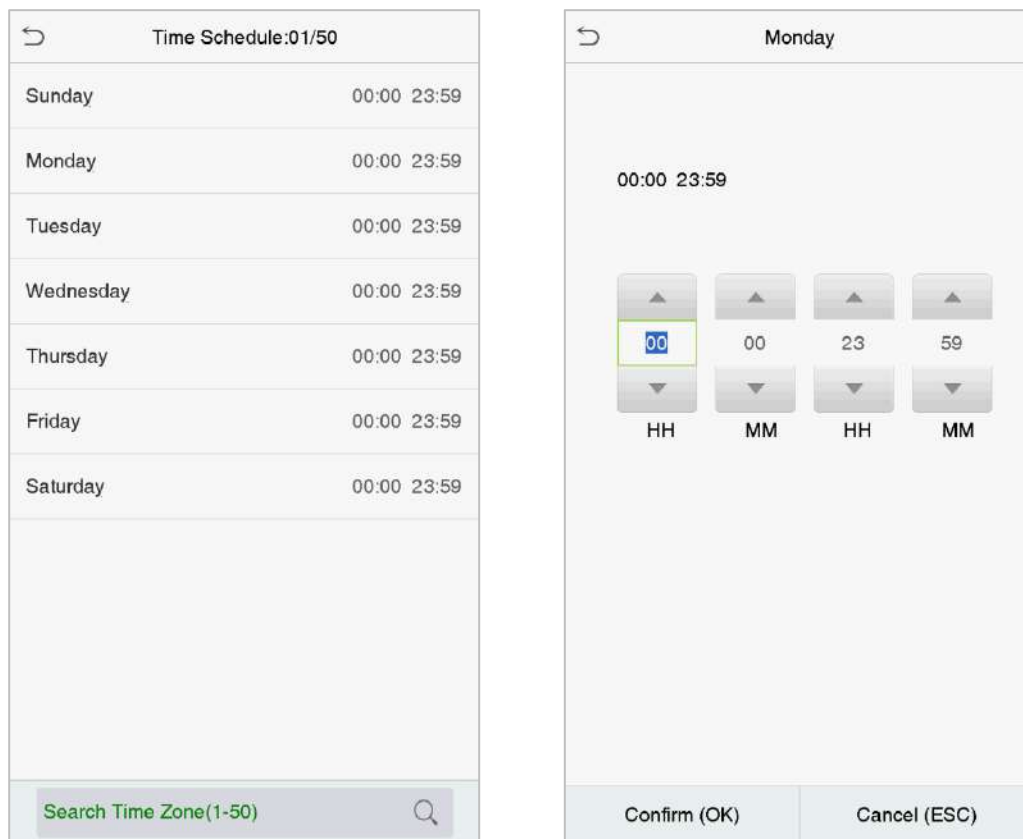 Time Schedule:01/50
Sunday 00:00 23:59
Monday 00:00 23:59
Tuesday 00:00 23:59
Wednesday 00:00 23:59
Thursday 00:00 23:59
Friday 00:00 23:59
Saturday 00:00 23:59
Search Time Zone(1-50)
Monday
00:00 23:59
00 00 23 59
HH MM HH MM
Confirm (OK) Cancel (ESC)